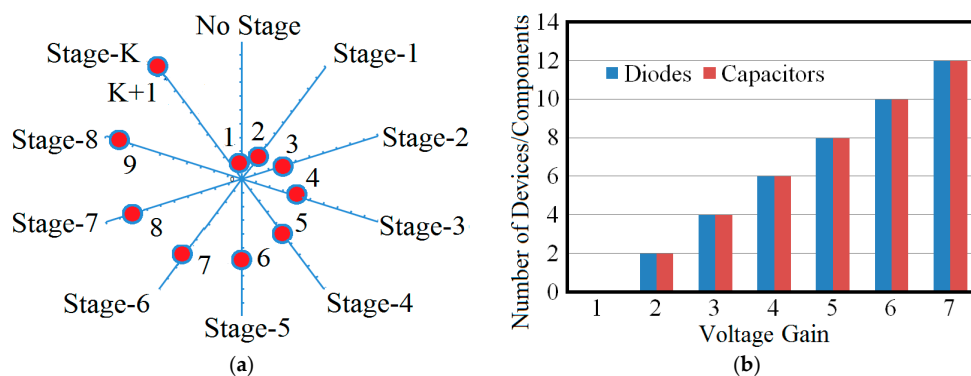 No Stage
Stage-1
Stage-2
Stage-3
Stage-4
Stage-5
Stage-6
Stage-7
Stage-8
Stage-K
K+1
1
2
3
4
5
6
7
8
9
(a)
Number of Devices/Components
14
12
10
8
6
4
2
0
Diodes
Capacitors
1 2 3 4 5 6 7
Voltage Gain
(b)